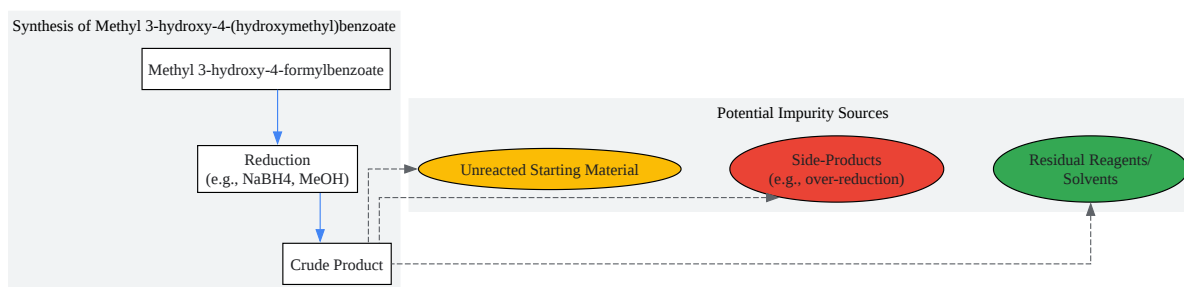 Synthesis of Methyl 3-hydroxy-4-(hydroxymethyl)benzoate
Methyl 3-hydroxy-4-formylbenzoate
Reduction
(e.g., NaBH4, MeOH)
Crude Product
Potential Impurity Sources
Unreacted Starting Material
Side-Products
(e.g., over-reduction)
Residual Reagents/
Solvents